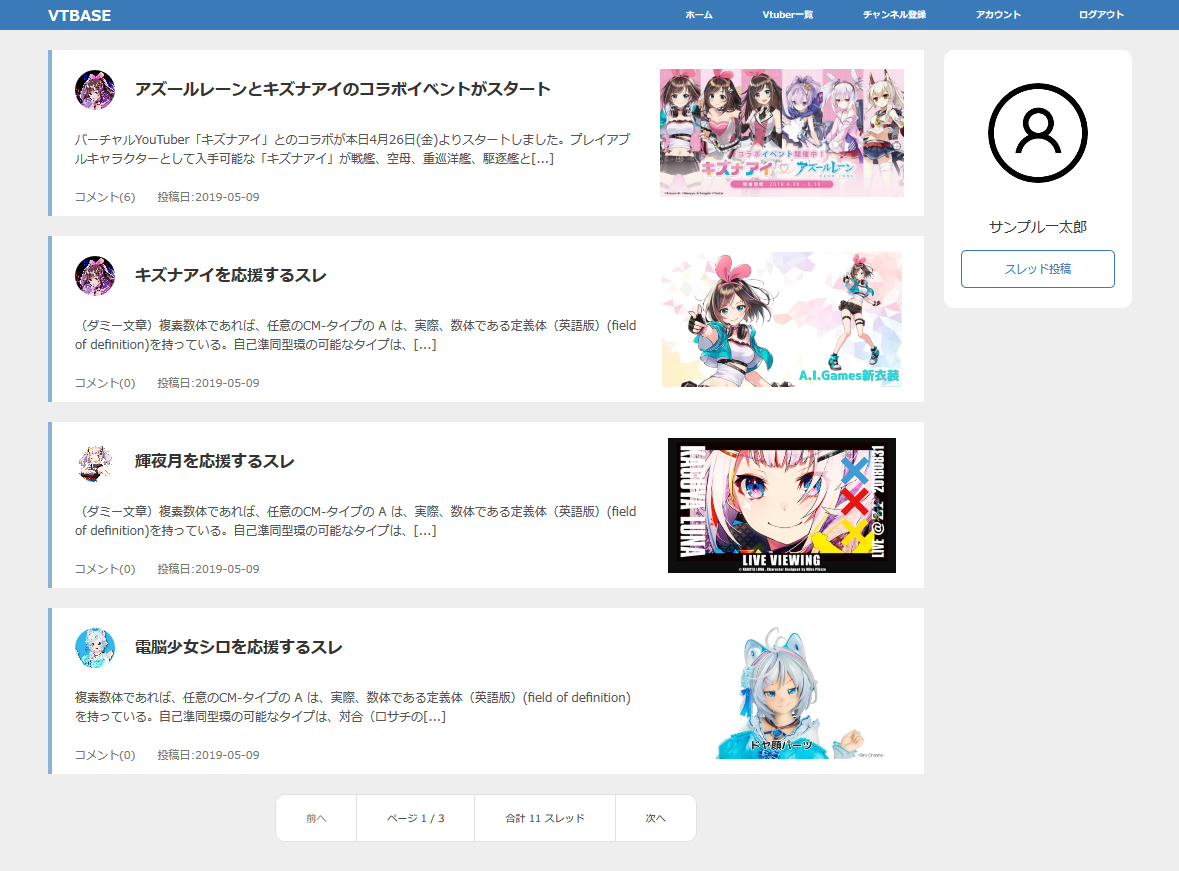 VTBASE
ホーム
Vtuber一覧
チャンネル登録
アカウント
ログアウト
アズールレーンとキズナアイのコラボイベントがスタート
バーチャルYouTuber「キズナアイ」とのコラボが本日4月26日(金)よりスタートしました。プレイアブ
ルキャラクターとして入手可能な「キズナアイ」が戦艦、空母、重巡洋艦、駆逐艦と[...]
コメント(6) 投稿日:2019-05-09
コラボイベント開催中！
キズナアイ アズールレーン
サンプル一太郎
スレッド投稿
キズナアイを応援するスレ
（ダミー文章）複素数体であれば、任意のCM-タイプの A は、実際、数体である定義体（英語版）(field
of definition)を持っている。自己準同型環の可能なタイプは、[...]
コメント(0) 投稿日:2019-05-09
A.I.Games新衣装
輝夜月を応援するスレ
（ダミー文章）複素数体であれば、任意のCM-タイプの A は、実際、数体である定義体（英語版）(field
of definition)を持っている。自己準同型環の可能なタイプは、[...]
コメント(0) 投稿日:2019-05-09
KAGUYA LUNA
LIVE VIEWING
電脳少女シロを応援するスレ
複素数体であれば、任意のCM-タイプの A は、実際、数体である定義体（英語版）(field of definition)
を持っている。自己準同型環の可能なタイプは、対合（ロサチの[...]
コメント(0) 投稿日:2019-05-09
ドヤ顔パーツ
前へ
ページ 1 / 3
合計 11 スレッド
次へ